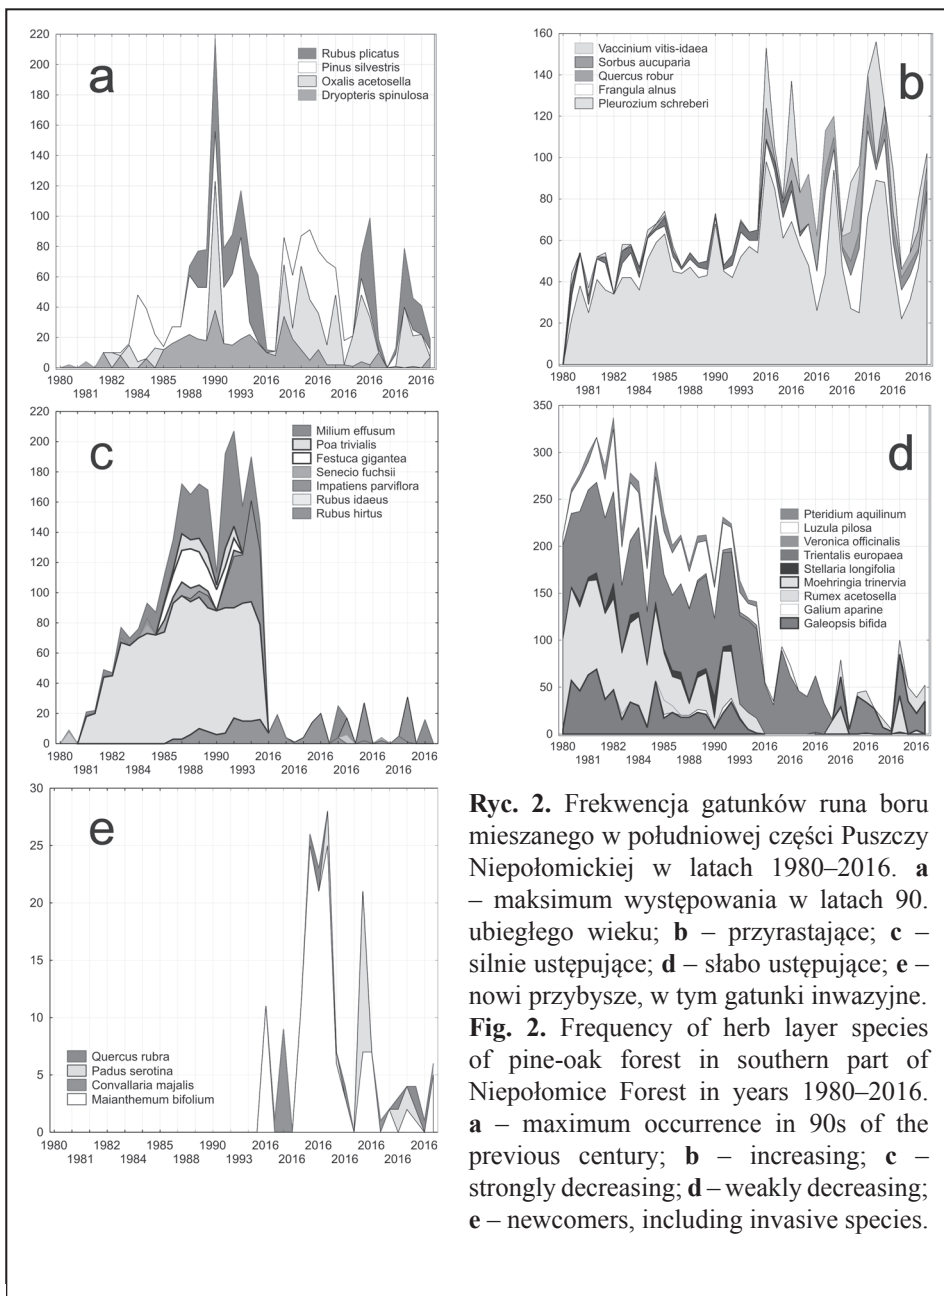 220
200
180
160
140
120
100
80
60
40
20
0
a
Rubus plicatus
Pinus silvestris
Oxalis acetosella
Dryopteris spinulosa
1980 1982 1985 1990 2016 2016 2016 2016
1981 1984 1988 1993 2016 2016 2016
160
140
120
100
80
60
40
20
0
Vaccinium vitis-idaea
Sorbus aucuparia
Quercus robur
Frangula alnus
Pleurozium schreberi
b
1980 1982 1985 1990 2016 2016 2016 2016
1981 1984 1988 1993 2016 2016 2016
220
200
180
160
140
120
100
80
60
40
20
0
c
Milium effusum
Poa trivialis
Festuca gigantea
Senecio fuchsii
Impatiens parviflora
Rubus idaeus
Rubus hirtus
1980 1982 1985 1990 2016 2016 2016 2016
1981 1984 1988 1993 2016 2016 2016
350
300
250
200
150
100
50
0
d
Pteridium aquilinum
Luzula pilosa
Veronica officinalis
Trientalis europaea
Stellaria longifolia
Moehringia trinervia
Rumex acetosella
Galium aparine
Galeopsis bifida
1980 1982 1985 1990 2016 2016 2016 2016
1981 1984 1988 1993 2016 2016 2016
30
25
20
15
10
5
0
e
Quercus rubra
Padus serotina
Convallaria majalis
Maianthemum bifolium
1980 1982 1985 1990 2016 2016 2016 2016
1981 1984 1988 1993 2016 2016 2016
Ryc. 2. Frekwencja gatunków runa boru
mieszanego w południowej części Puszczy
Niepołomickiej w latach 1980–2016. a
– maksimum występowania w latach 90.
ubiegłego wieku; b – przyrastające; c –
silnie ustępujące; d – słabo ustępujące; e –
nowi przybysze, w tym gatunki inwazyjne.
Fig. 2. Frequency of herb layer species
of pine-oak forest in southern part of
Niepołomice Forest in years 1980–2016.
a – maximum occurrence in 90s of the
previous century; b – increasing; c –
strongly decreasing; d – weakly decreasing;
e – newcomers, including invasive species.